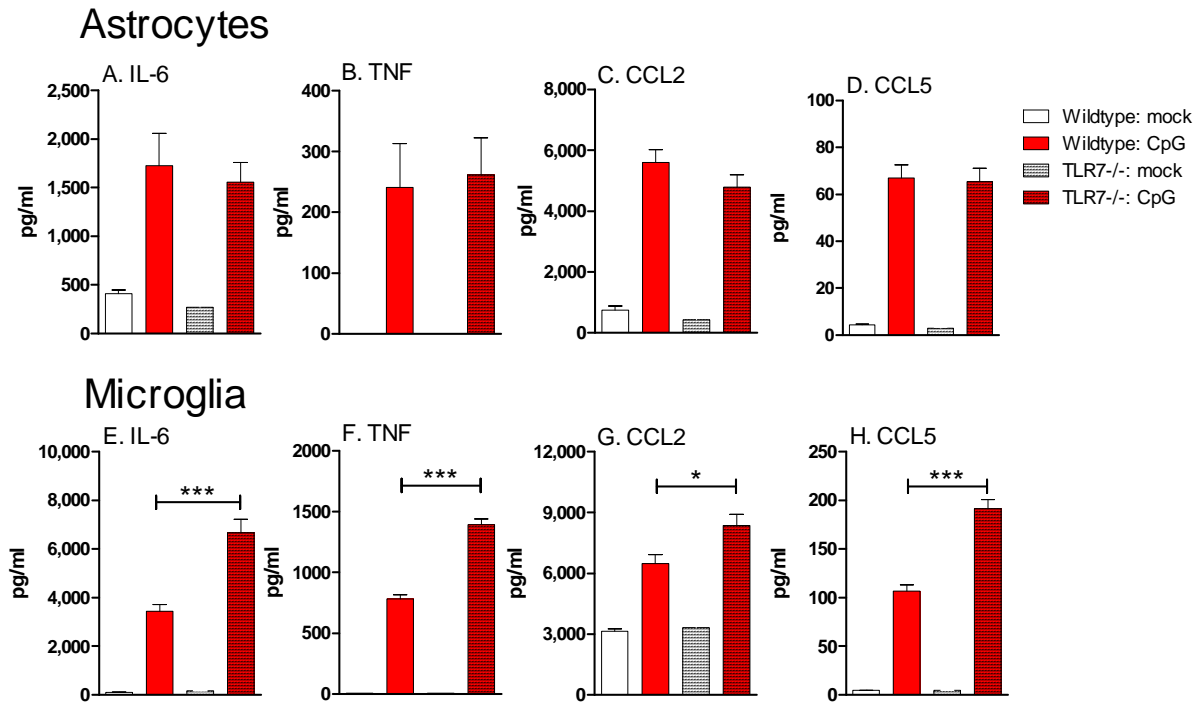 Astrocytes
A. IL-6
2,500
2,000
1,500
1,000
500
0
pg/ml
B. TNF
400
300
200
100
0
pg/ml
C. CCL2
8,000
6,000
4,000
2,000
0
pg/ml
D. CCL5
100
80
60
40
20
0
pg/ml
Wildtype: mock
Wildtype: CpG
TLR7-/-: mock
TLR7-/-: CpG
Microglia
E. IL-6
10,000
8,000
6,000
4,000
2,000
0
pg/ml
***
F. TNF
2000
1500
1000
500
0
pg/ml
***
G. CCL2
12,000
9,000
6,000
3,000
0
pg/ml
*
H. CCL5
250
200
150
100
50
0
pg/ml
***